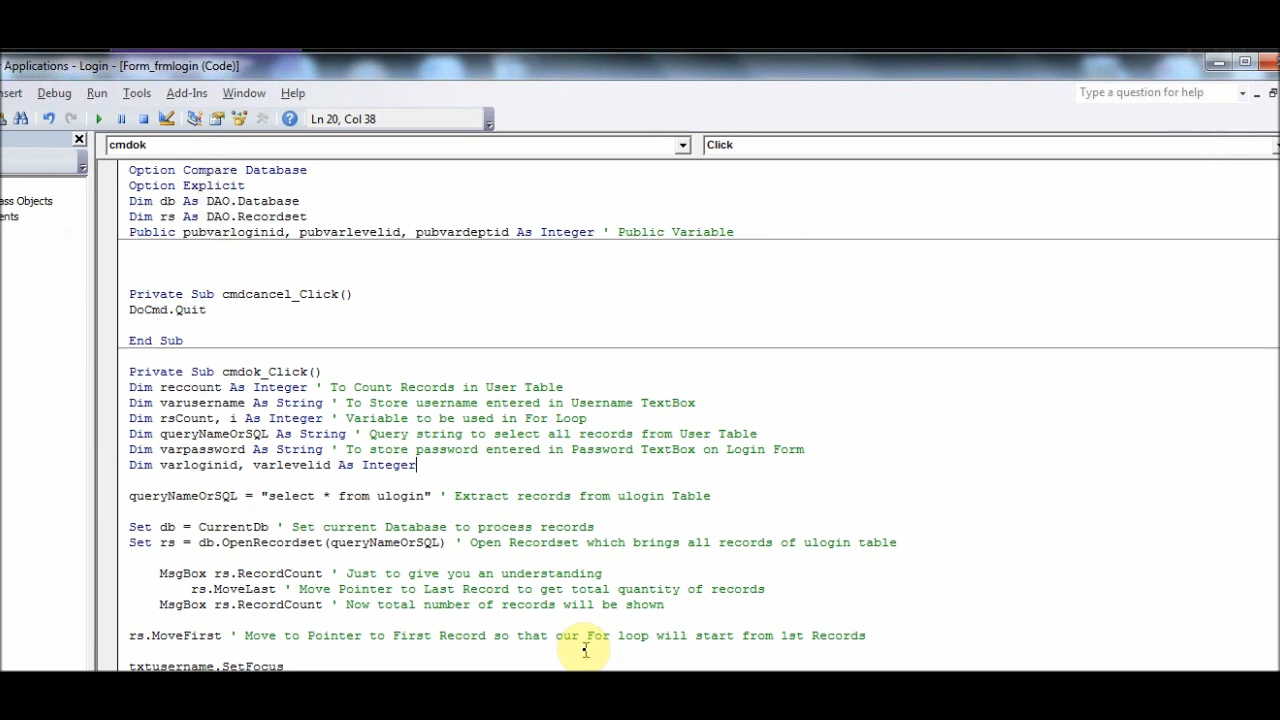 Applications - Login - [Form_frmlogin (Code)]
nsert Debug Run Tools Add-Ins Window Help Type a question for help
Ln 20, Col 38
cmdok Click
ass Objects
ents
Option Compare Database
Option Explicit
Dim db As DAO.Database
Dim rs As DAO.Recordset
Public pubvarloginid, pubvarlevelid, pubvardeptid As Integer ' Public Variable
Private Sub cmdcancel_Click()
DoCmd.Quit
End Sub
Private Sub cmdok_Click()
Dim reccount As Integer ' To Count Records in User Table
Dim varusername As String ' To Store username entered in Username TextBox
Dim rsCount, i As Integer ' Variable to be used in For Loop
Dim queryNameOrSQL As String ' Query string to select all records from User Table
Dim varpassword As String ' To store password entered in Password TextBox on Login Form
Dim varloginid, varlevelid As Integer
queryNameOrSQL = "select * from ulogin" ' Extract records from ulogin Table
Set db = CurrentDb ' Set current Database to process records
Set rs = db.OpenRecordset(queryNameOrSQL) ' Open Recordset which brings all records of ulogin table
MsgBox rs.RecordCount ' Just to give you an understanding
rs.MoveLast ' Move Pointer to Last Record to get total quantity of records
MsgBox rs.RecordCount ' Now total number of records will be shown
rs.MoveFirst ' Move to Pointer to First Record so that our For loop will start from 1st Records
txtusername.SetFocus